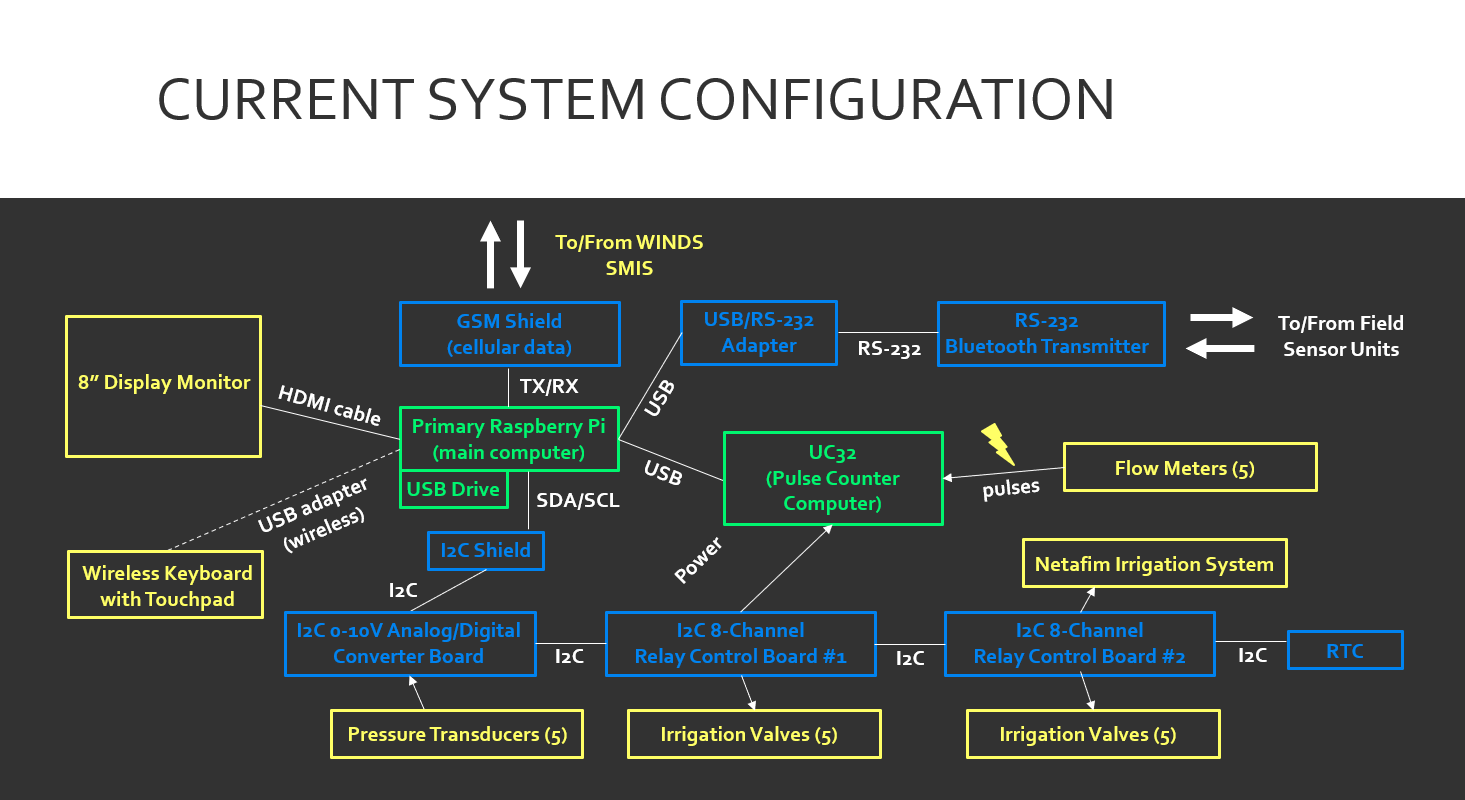 CURRENT SYSTEM CONFIGURATION
To/From WINDS
SMIS
GSM Shield
(cellular data)
USB/RS-232
Adapter
RS-232
RS-232
Bluetooth Transmitter
To/From Field
Sensor Units
8” Display Monitor
HDMI cable
TX/RX
USB
Primary Raspberry Pi
(main computer)
USB Drive
USB
UC32
(Pulse Counter
Computer)
pulses
Flow Meters (5)
USB adapter
(wireless)
SDA/SCL
I2C Shield
Power
Netafim Irrigation System
Wireless Keyboard
with Touchpad
I2C
I2C 0-10V Analog/Digital
Converter Board
I2C
I2C 8-Channel
Relay Control Board #1
I2C
I2C 8-Channel
Relay Control Board #2
I2C
RTC
Pressure Transducers (5)
Irrigation Valves (5)
Irrigation Valves (5)